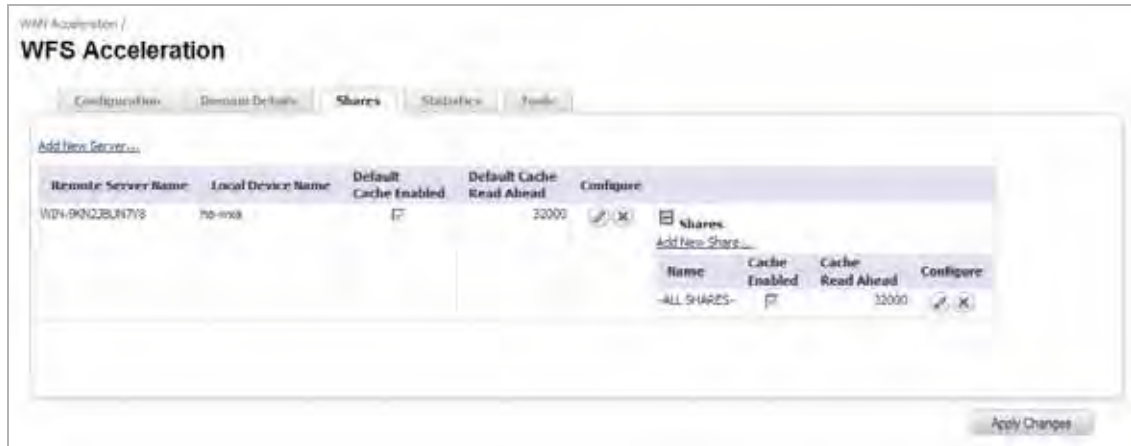 WAN Acceleration /
WFS Acceleration
Configuration Domain Details Shares Statistics Tools
Add New Server...
Remote Server Name Local Device Name Default Cache Enabled Default Cache Read Ahead Configure
32000
Shares
Add New Share...
Name Cache Enabled Cache Read Ahead Configure
-ALL SHARES- 32000
Apply Changes